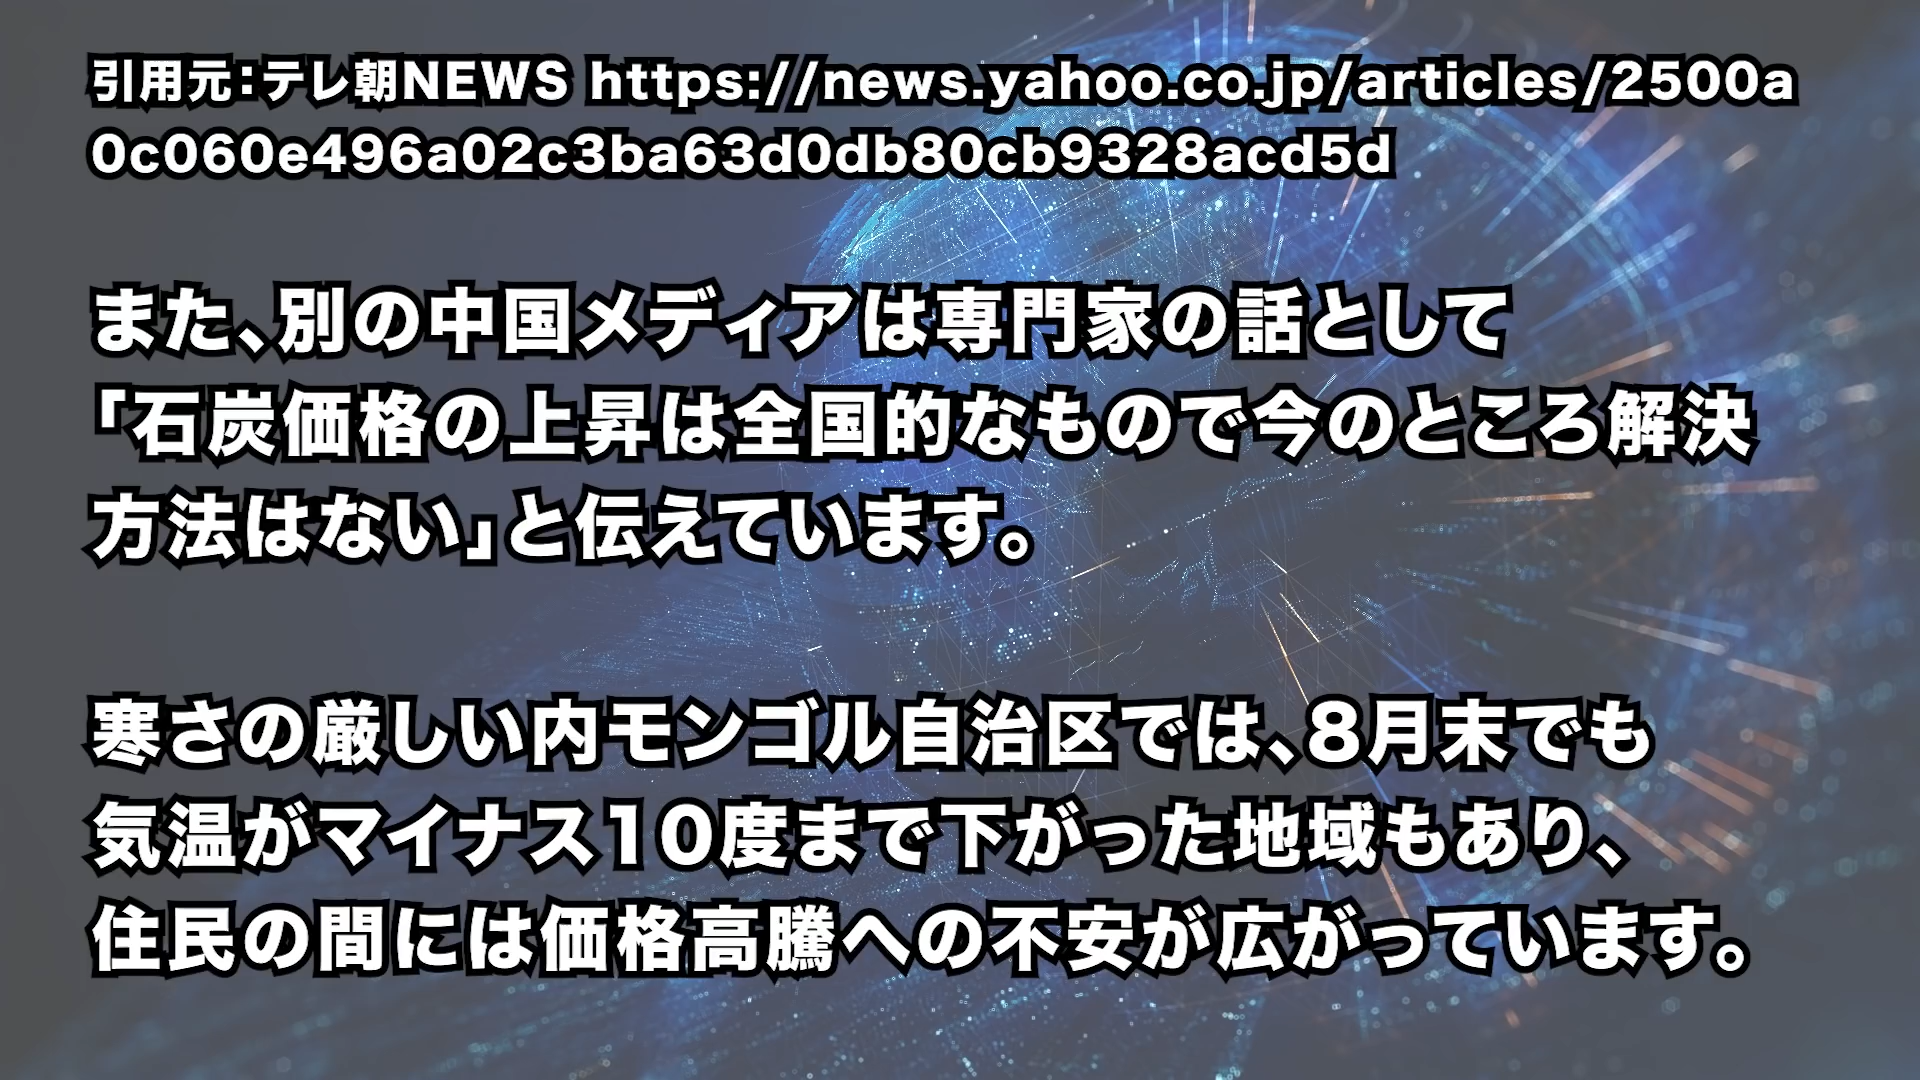 引用元：テレ朝NEWS https://news.yahoo.co.jp/articles/2500a
0c060e496a02c3ba63d0db80cb9328acd5d
また、別の中国メディアは専門家の話として
「石炭価格の上昇は全国的なもので今のところ解決
方法はない」と伝えています。
寒さの厳しい内モンゴル自治区では、8月末でも
気温がマイナス10度まで下がった地域もあり、
住民の間には価格高騰への不安が広がっています。